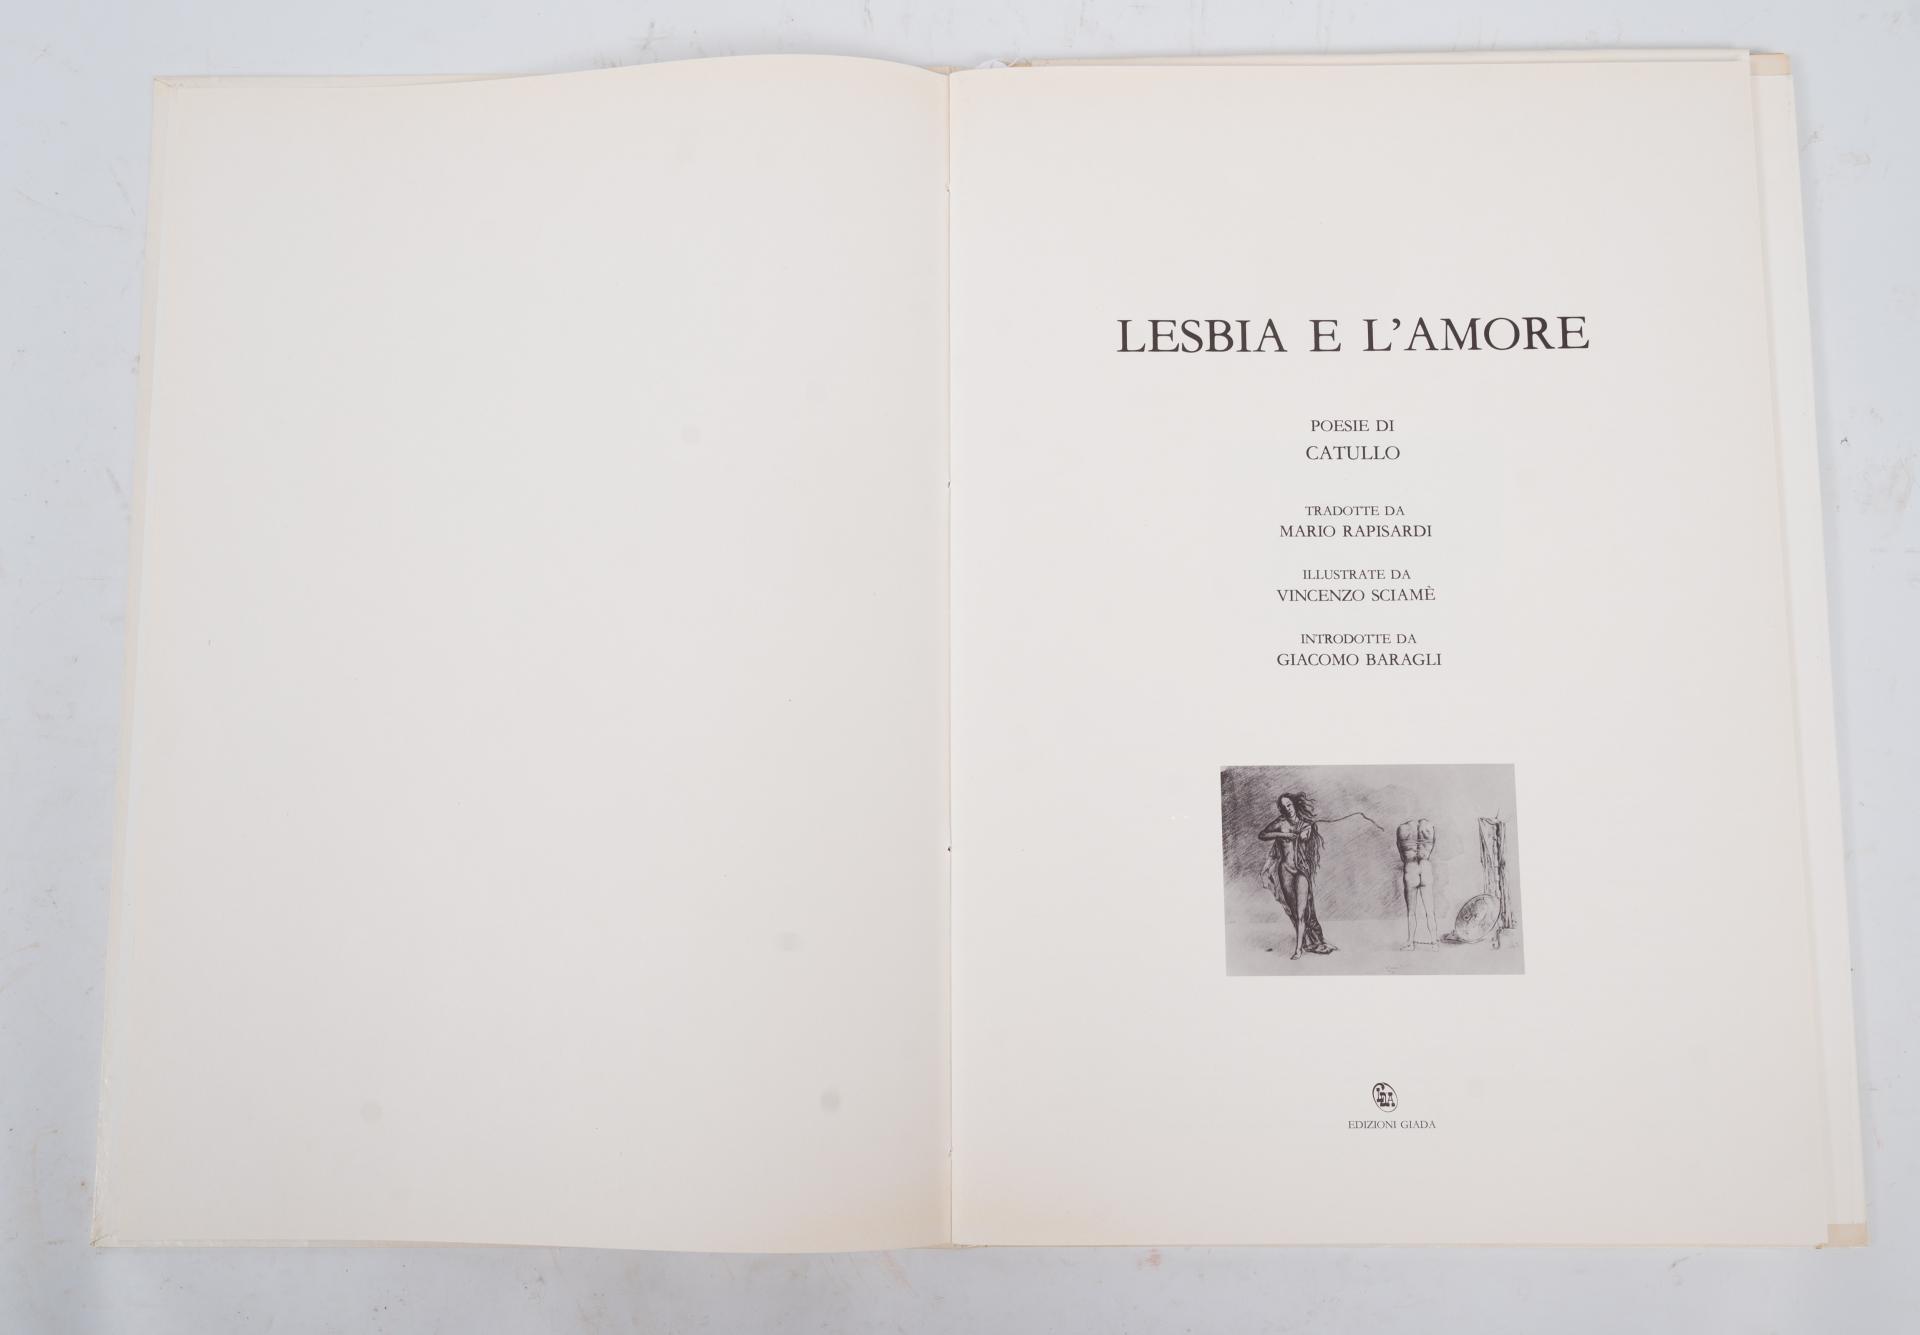 LESBIA E L'AMORE
POESIE DI
CATULLO
TRADOTTE DA
MARIO RAPISARDI
ILLUSTRATE DA
VINCENZO SCIAMÈ
INTRODOTTE DA
GIACOMO BARAGLI
EDIZIONI GIADA